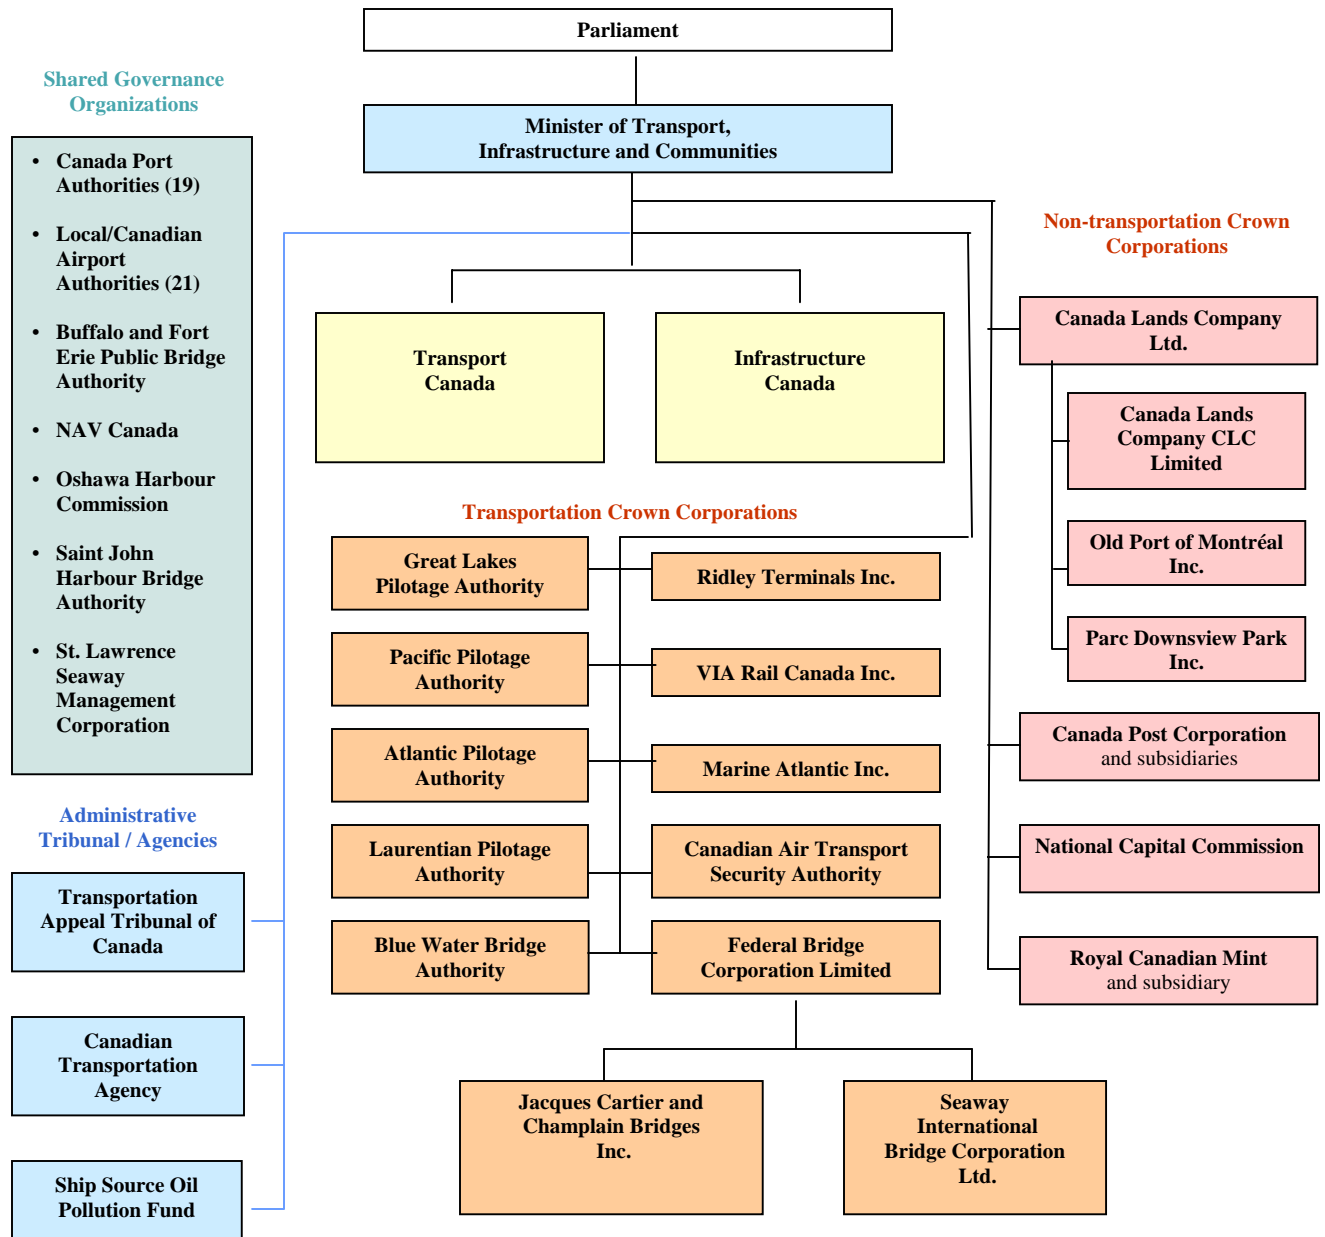 Parliament
Minister of Transport,
Infrastructure and Communities
Shared Governance
Organizations
• Canada Port
Authorities (19)
• Local/Canadian
Airport
Authorities (21)
• Buffalo and Fort
Erie Public Bridge
Authority
• NAV Canada
• Oshawa Harbour
Commission
• Saint John
Harbour Bridge
Authority
• St. Lawrence
Seaway
Management
Corporation
Administrative
Tribunal / Agencies
Transportation
Appeal Tribunal of
Canada
Canadian
Transportation
Agency
Ship Source Oil
Pollution Fund
Transport
Canada
Infrastructure
Canada
Transportation Crown Corporations
Great Lakes
Pilotage Authority
Ridley Terminals Inc.
Pacific Pilotage
Authority
VIA Rail Canada Inc.
Atlantic Pilotage
Authority
Marine Atlantic Inc.
Laurentian Pilotage
Authority
Canadian Air Transport
Security Authority
Blue Water Bridge
Authority
Federal Bridge
Corporation Limited
Jacques Cartier and
Champlain Bridges
Inc.
Seaway
International
Bridge Corporation
Ltd.
Non-transportation Crown
Corporations
Canada Lands Company
Ltd.
Canada Lands
Company CLC
Limited
Old Port of Montréal
Inc.
Parc Downsview Park
Inc.
Canada Post Corporation
and subsidiaries
National Capital Commission
Royal Canadian Mint
and subsidiary